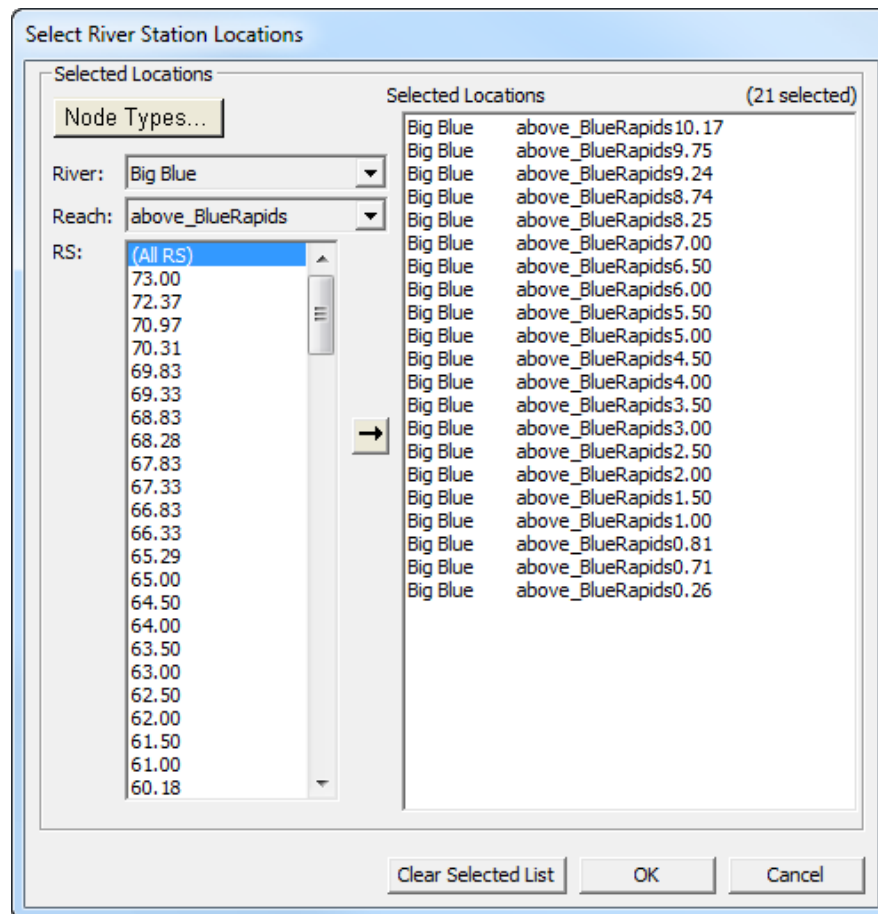 Select River Station Locations
Selected Locations
Node Types...
River: Big Blue
Reach: above_BlueRapids
RS:
(All RS)
73.00
72.37
70.97
70.31
69.83
69.33
68.83
68.28
67.83
67.33
66.83
66.33
65.29
65.00
64.50
64.00
63.50
63.00
62.50
62.00
61.50
61.00
60.18
Selected Locations (21 selected)
Big Blue above_BlueRapids10.17
Big Blue above_BlueRapids9.75
Big Blue above_BlueRapids9.24
Big Blue above_BlueRapids8.74
Big Blue above_BlueRapids8.25
Big Blue above_BlueRapids7.00
Big Blue above_BlueRapids6.50
Big Blue above_BlueRapids6.00
Big Blue above_BlueRapids5.50
Big Blue above_BlueRapids5.00
Big Blue above_BlueRapids4.50
Big Blue above_BlueRapids4.00
Big Blue above_BlueRapids3.50
Big Blue above_BlueRapids3.00
Big Blue above_BlueRapids2.50
Big Blue above_BlueRapids2.00
Big Blue above_BlueRapids1.50
Big Blue above_BlueRapids1.00
Big Blue above_BlueRapids0.81
Big Blue above_BlueRapids0.71
Big Blue above_BlueRapids0.26
Clear Selected List OK Cancel